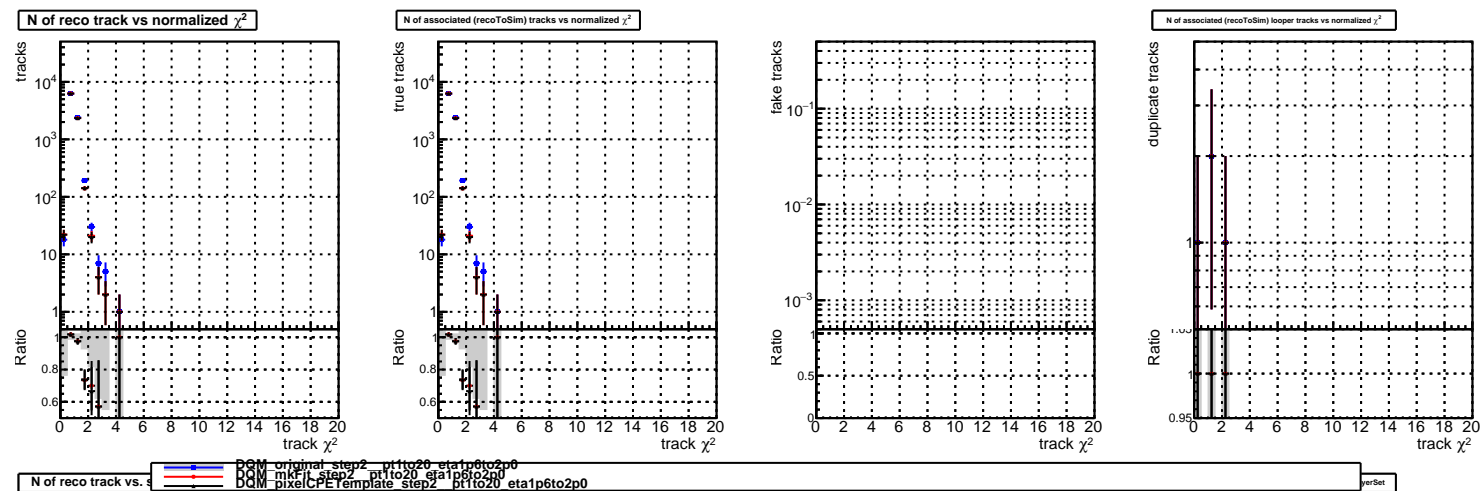 N of reco track vs normalized χ²
N of associated (recoToSim) tracks vs normalized χ²
N of associated (recoToSim) looper tracks vs normalized χ²
tracks
10⁴
10³
10²
10
1
Ratio
1
0.8
0.6
0 2 4 6 8 10 12 14 16 18 20
track χ²
true tracks
10⁴
10³
10²
10
1
Ratio
1
0.8
0.6
0 2 4 6 8 10 12 14 16 18 20
track χ²
fake tracks
10⁻¹
10⁻²
10⁻³
Ratio
1
0.5
0
0 2 4 6 8 10 12 14 16 18 20
track χ²
duplicate tracks
1
Ratio
1.05
1
0.95
0 2 4 6 8 10 12 14 16 18 20
track χ²
DQM_original_step2__pt1to20_eta1p6to2p0
DQM_mkFit_step2__pt1to20_eta1p6to2p0
DQM_pixelCPETemplate_step2__pt1to20_eta1p6to2p0
N of reco track vs. s
yerSet